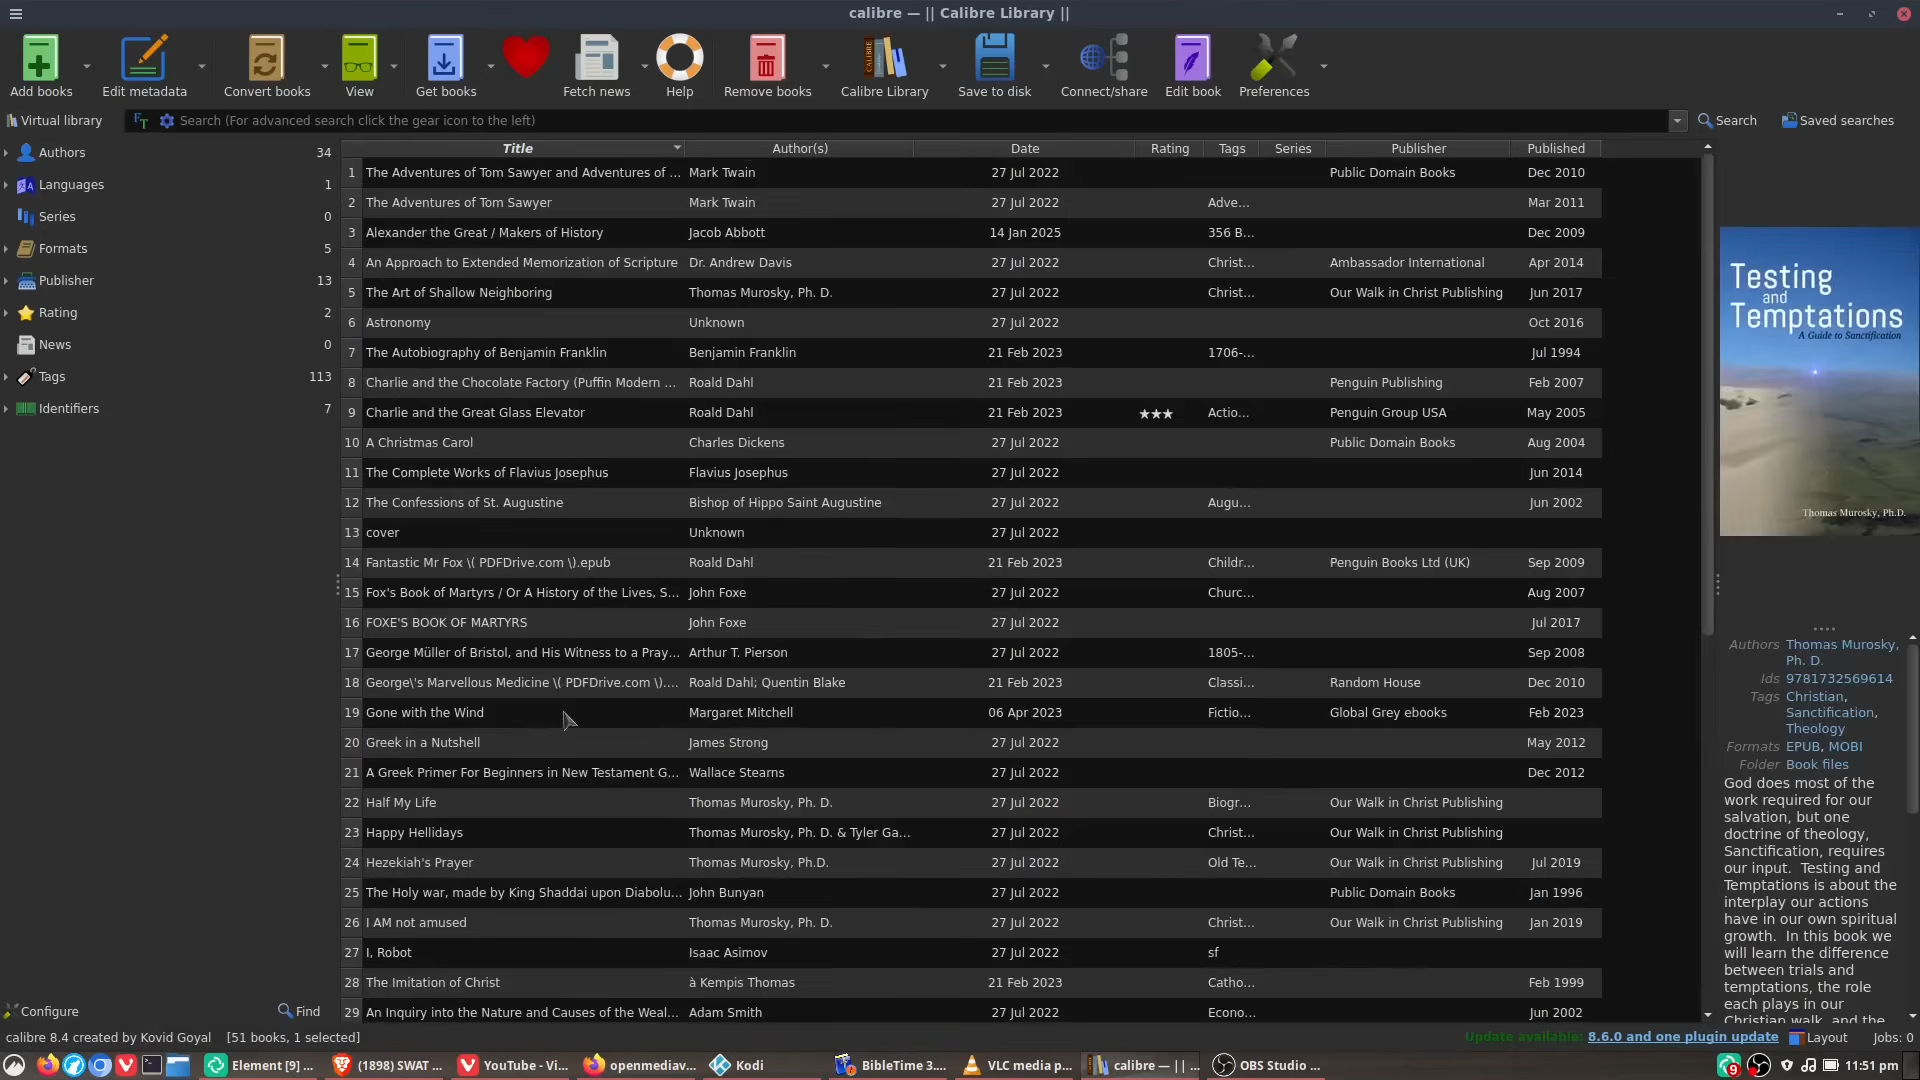 calibre — || Calibre Library ||
Add books
Edit metadata
Convert books
View
Get books
Fetch news
Help
Remove books
Calibre Library
Save to disk
Connect/share
Edit book
Preferences
Virtual library
Search (For advanced search click the gear icon to the left)
Search
Saved searches
Authors 34
Languages 1
Series 0
Formats 5
Publisher 13
Rating 2
News 0
Tags 113
Identifiers 7
Title Author(s) Date Rating Tags Series Publisher Published
1 The Adventures of Tom Sawyer and Adventures of ... Mark Twain 27 Jul 2022 Public Domain Books Dec 2010
2 The Adventures of Tom Sawyer Mark Twain 27 Jul 2022 Adve... Mar 2011
3 Alexander the Great / Makers of History Jacob Abbott 14 Jan 2025 356 B... Dec 2009
4 An Approach to Extended Memorization of Scripture Dr. Andrew Davis 27 Jul 2022 Christ... Ambassador International Apr 2014
5 The Art of Shallow Neighboring Thomas Murosky, Ph. D. 27 Jul 2022 Christ... Our Walk in Christ Publishing Jun 2017
6 Astronomy Unknown 27 Jul 2022 Oct 2016
7 The Autobiography of Benjamin Franklin Benjamin Franklin 21 Feb 2023 1706-... Jul 1994
8 Charlie and the Chocolate Factory (Puffin Modern ... Roald Dahl 21 Feb 2023 Penguin Publishing Feb 2007
9 Charlie and the Great Glass Elevator Roald Dahl 21 Feb 2023 ★★★ Actio... Penguin Group USA May 2005
10 A Christmas Carol Charles Dickens 27 Jul 2022 Public Domain Books Aug 2004
11 The Complete Works of Flavius Josephus Flavius Josephus 27 Jul 2022 Jun 2014
12 The Confessions of St. Augustine Bishop of Hippo Saint Augustine 27 Jul 2022 Augu... Jun 2002
13 cover Unknown 27 Jul 2022
14 Fantastic Mr Fox \( PDFDrive.com \).epub Roald Dahl 21 Feb 2023 Childr... Penguin Books Ltd (UK) Sep 2009
15 Fox's Book of Martyrs / Or A History of the Lives, S... John Foxe 27 Jul 2022 Churc... Aug 2007
16 FOXE'S BOOK OF MARTYRS John Foxe 27 Jul 2022 Jul 2017
17 George Müller of Bristol, and His Witness to a Pray... Arthur T. Pierson 27 Jul 2022 1805-... Sep 2008
18 George\'s Marvellous Medicine \( PDFDrive.com \).... Roald Dahl; Quentin Blake 21 Feb 2023 Classi... Random House Dec 2010
19 Gone with the Wind Margaret Mitchell 06 Apr 2023 Fictio... Global Grey ebooks Feb 2023
20 Greek in a Nutshell James Strong 27 Jul 2022 May 2012
21 A Greek Primer For Beginners in New Testament G... Wallace Stearns 27 Jul 2022 Dec 2012
22 Half My Life Thomas Murosky, Ph. D. 27 Jul 2022 Biogr... Our Walk in Christ Publishing
23 Happy Hellidays Thomas Murosky, Ph. D. & Tyler Ga... 27 Jul 2022 Christ... Our Walk in Christ Publishing
24 Hezekiah's Prayer Thomas Murosky, Ph.D. 27 Jul 2022 Old Te... Our Walk in Christ Publishing Jul 2019
25 The Holy war, made by King Shaddai upon Diabolu... John Bunyan 27 Jul 2022 Public Domain Books Jan 1996
26 I AM not amused Thomas Murosky, Ph. D. 27 Jul 2022 Christ... Our Walk in Christ Publishing Jan 2019
27 I, Robot Isaac Asimov 27 Jul 2022 sf
28 The Imitation of Christ à Kempis Thomas 21 Feb 2023 Catho... Feb 1999
29 An Inquiry into the Nature and Causes of the Weal... Adam Smith 27 Jul 2022 Econo... Jun 2002
Testing
and
Temptations
A Guide to Sanctification
Thomas Murosky, Ph.D.
Authors Thomas Murosky,
Ph. D.
Ids 9781732569614
Tags Christian,
Sanctification,
Theology
Formats EPUB, MOBI
Folder Book files
God does most of the
work required for our
salvation, but one
doctrine of theology,
Sanctification, requires
our input. Testing and
Temptations is about the
interplay our actions
have in our own spiritual
growth. In this book we
will learn the difference
between trials and
temptations, the role
each plays in our
Christian walk, and the
Configure
Find
calibre 8.4 created by Kovid Goyal [51 books, 1 selected]
Update available: 8.6.0 and one plugin update
Layout
Jobs: 0
Element [9] ...
(1898) SWAT ...
YouTube - Vi...
openmediav...
Kodi
BibleTime 3....
VLC media p...
calibre — || ...
OBS Studio ...
9
11:51 pm